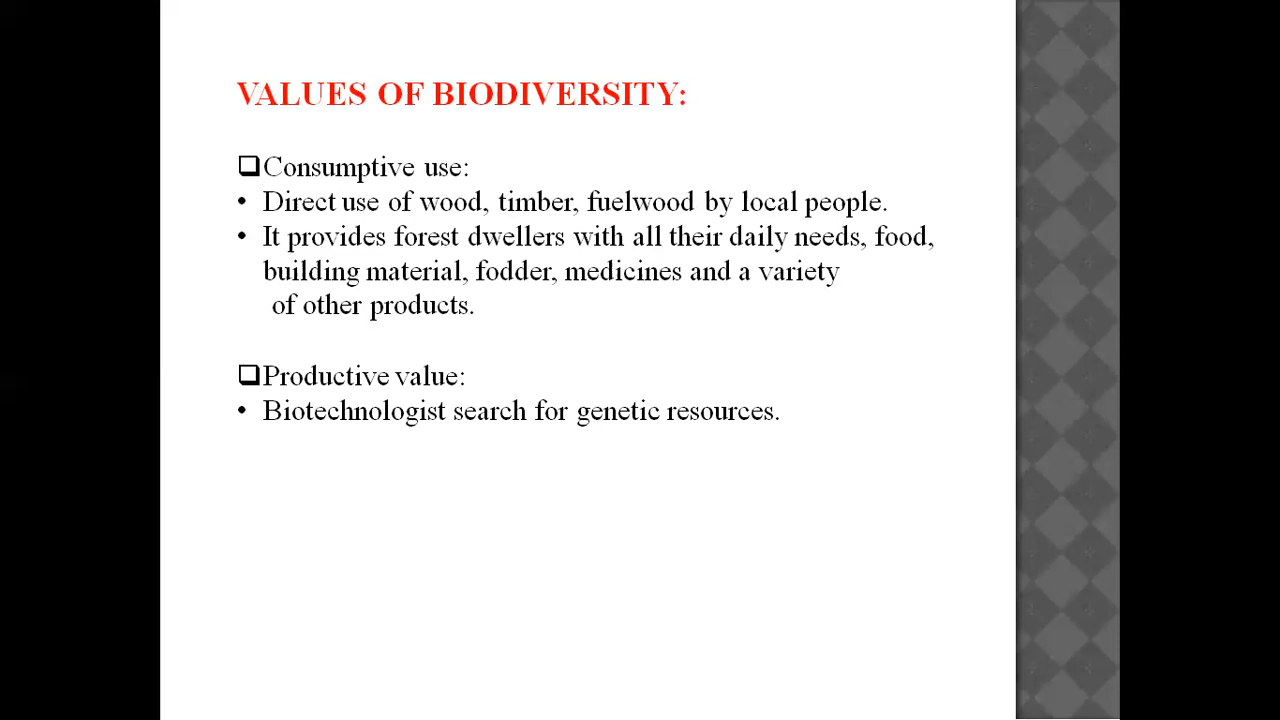 VALUES OF BIODIVERSITY:
❑Consumptive use:
• Direct use of wood, timber, fuelwood by local people.
• It provides forest dwellers with all their daily needs, food,
building material, fodder, medicines and a variety
of other products.
❑Productive value:
• Biotechnologist search for genetic resources.